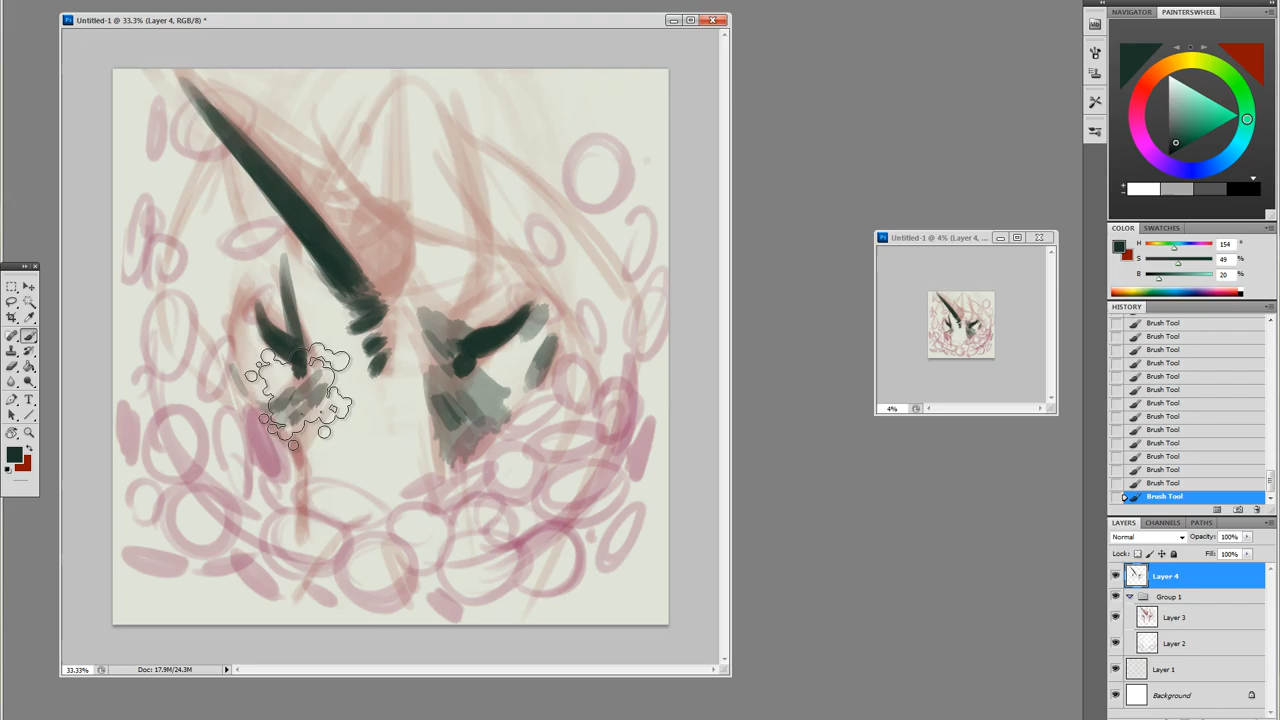 Untitled-1 @ 33.3% (Layer 4, RGB/8) *
33.33%
Doc: 17.9M/24.3M
Untitled-1 @ 4% (Layer 4, ...
4%
NAVIGATOR
PAINTERSWHEEL
COLOR
SWATCHES
H
154
°
S
49
%
B
20
%
HISTORY
Brush Tool
Brush Tool
Brush Tool
Brush Tool
Brush Tool
Brush Tool
Brush Tool
Brush Tool
Brush Tool
Brush Tool
Brush Tool
Brush Tool
Brush Tool
Brush Tool
LAYERS
CHANNELS
PATHS
Normal
Opacity:
100%
Lock:
Fill:
100%
Layer 4
Group 1
Layer 3
Layer 2
Layer 1
Background